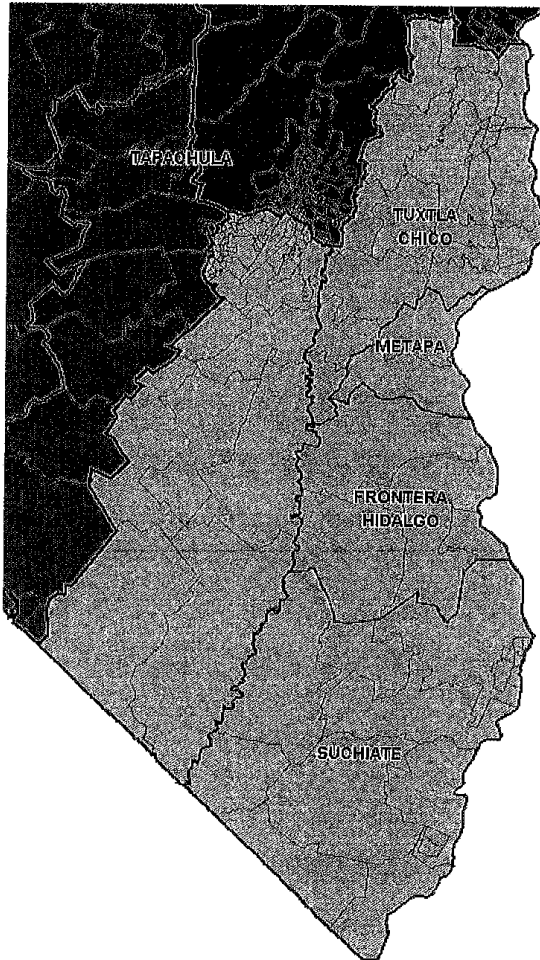 TAPACHULA
TUXTLA
CHICO
METAPA
FRONTERA
HIDALGO
SUCHIATE